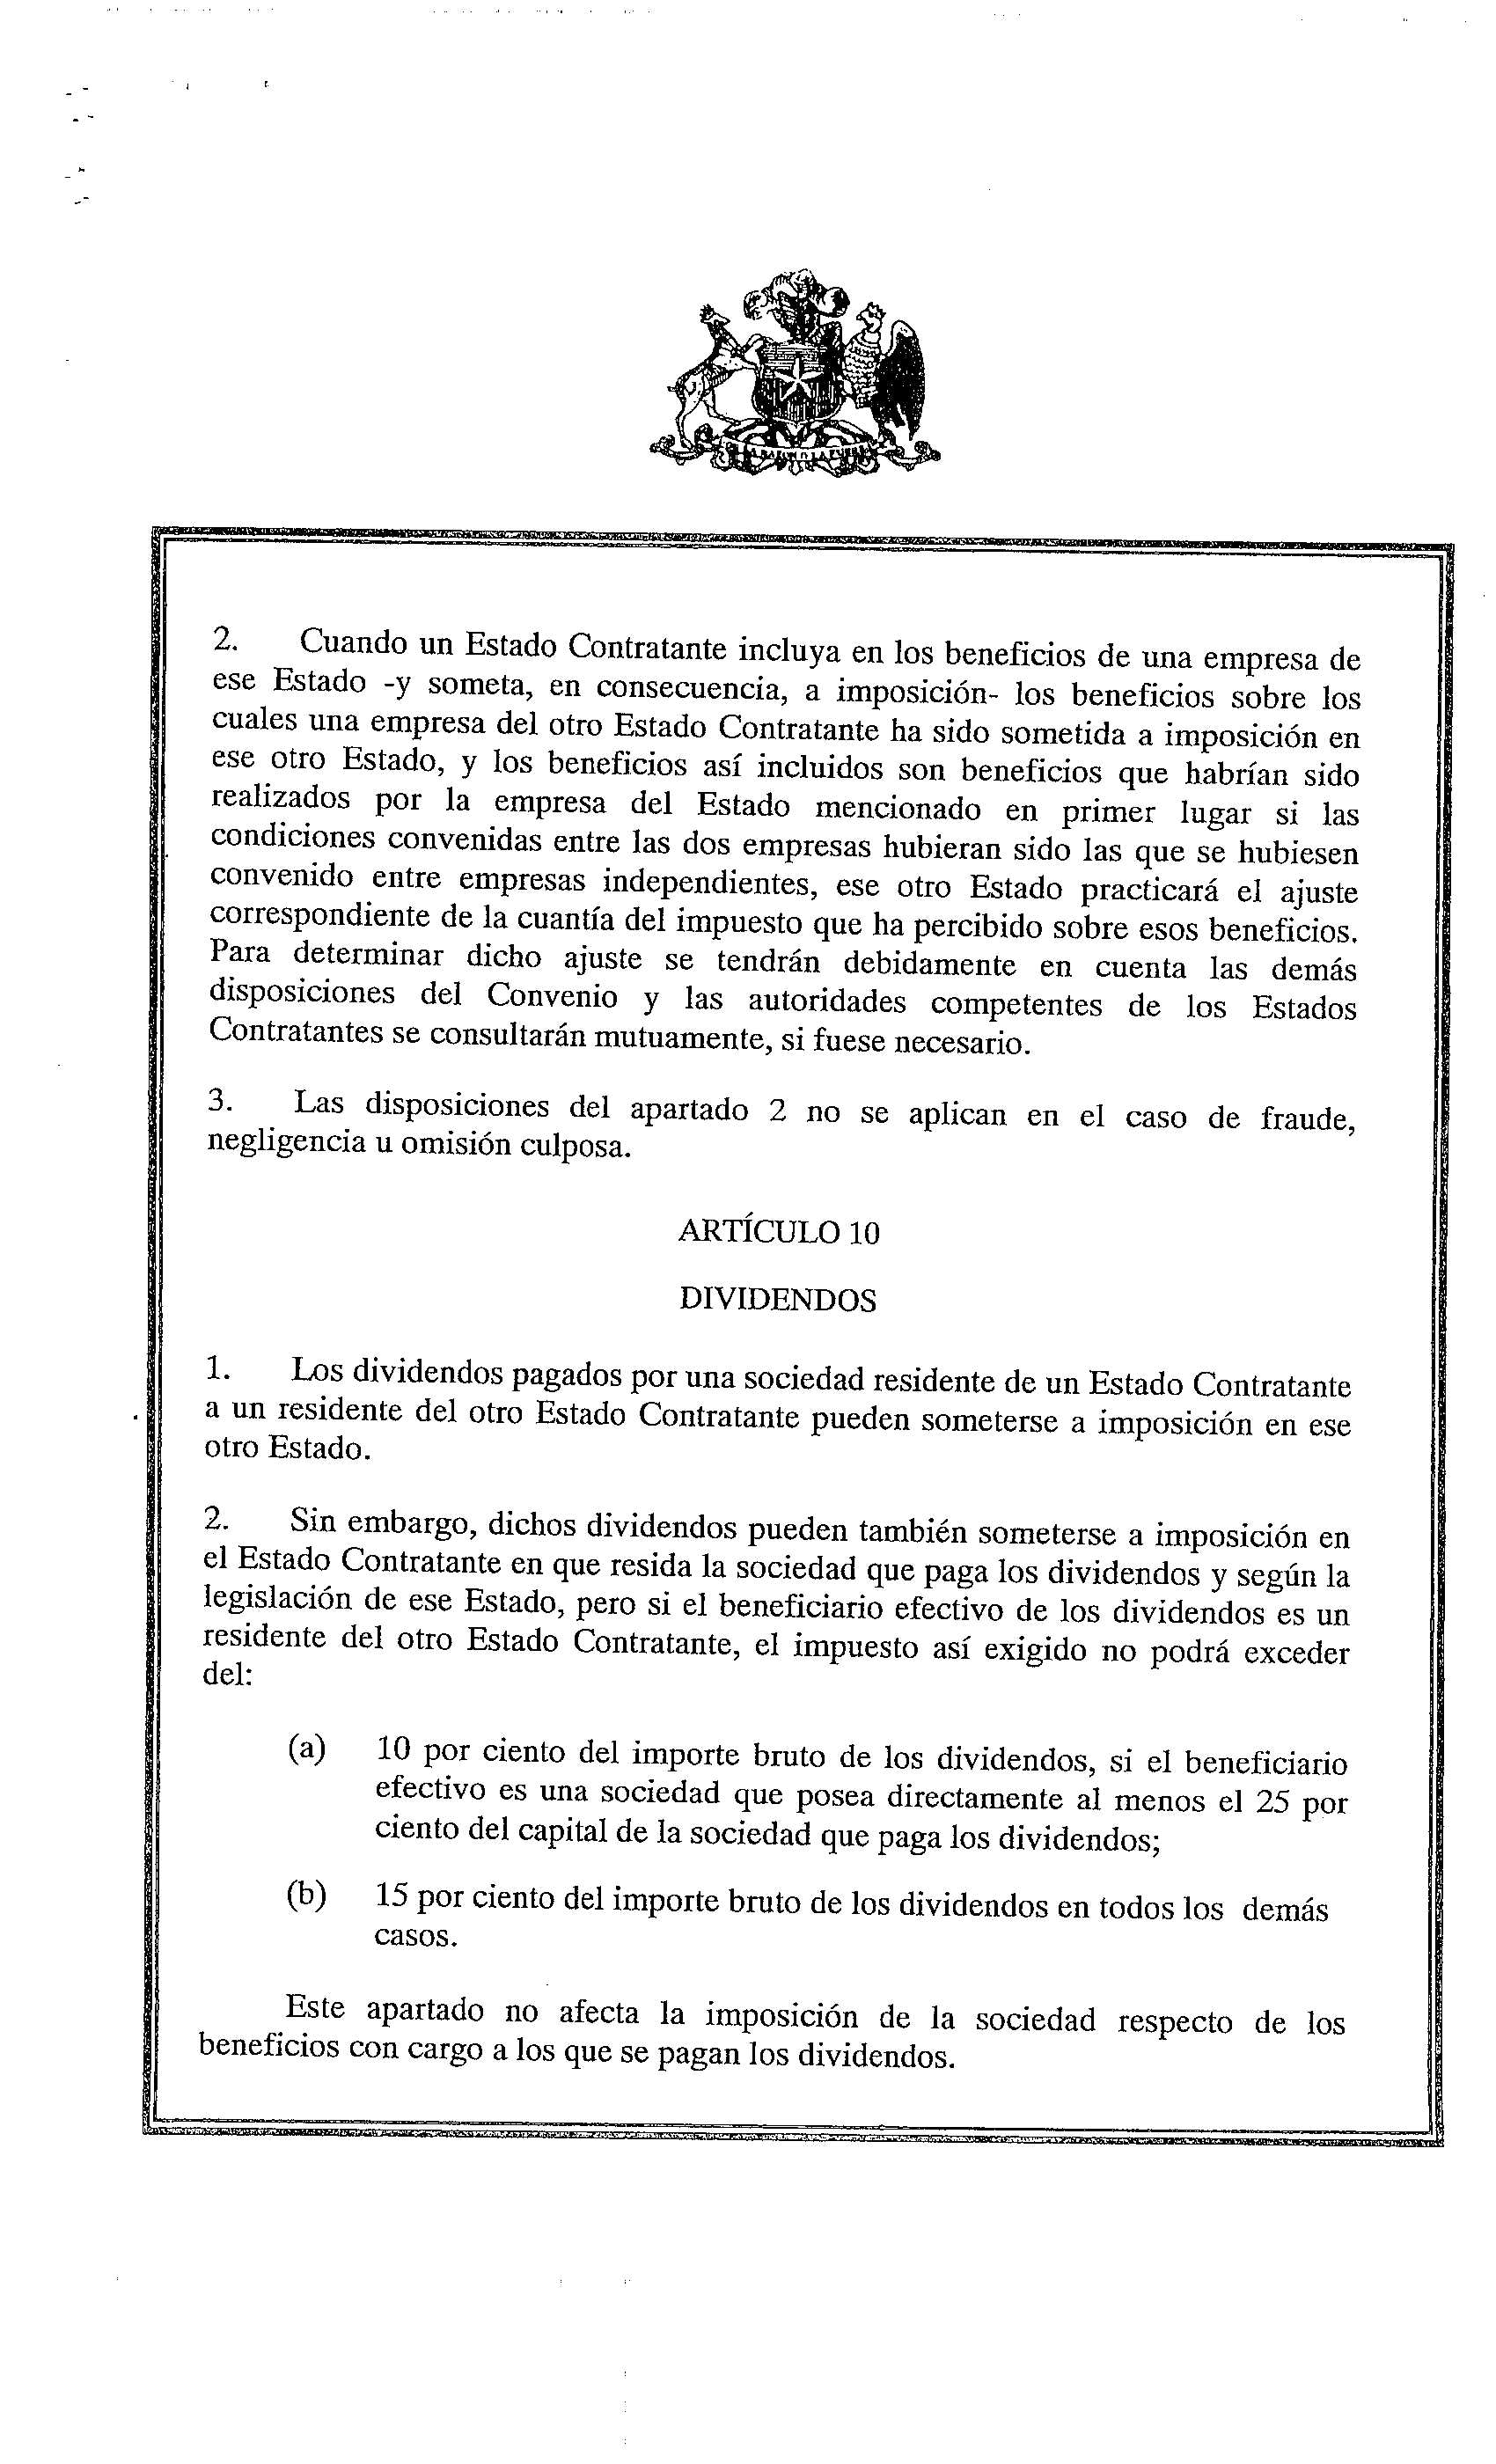 2. Cuando un Estado Contratante incluya en los beneficios de una empresa de
ese Estado -y someta, en consecuencia, a imposición- los beneficios sobre los
cuales una empresa del otro Estado Contratante ha sido sometida a imposición en
ese otro Estado, y los beneficios así incluidos son beneficios que habrían sido
realizados por la empresa del Estado mencionado en primer lugar si las
condiciones convenidas entre las dos empresas hubieran sido las que se hubiesen
convenido entre empresas independientes, ese otro Estado practicará el ajuste
correspondiente de la cuantía del impuesto que ha percibido sobre esos beneficios.
Para determinar dicho ajuste se tendrán debidamente en cuenta las demás
disposiciones del Convenio y las autoridades competentes de los Estados
Contratantes se consultarán mutuamente, si fuese necesario.
3. Las disposiciones del apartado 2 no se aplican en el caso de fraude,
negligencia u omisión culposa.
ARTÍCULO 10
DIVIDENDOS
1. Los dividendos pagados por una sociedad residente de un Estado Contratante
a un residente del otro Estado Contratante pueden someterse a imposición en ese
otro Estado.
2. Sin embargo, dichos dividendos pueden también someterse a imposición en
el Estado Contratante en que resida la sociedad que paga los dividendos y según la
legislación de ese Estado, pero si el beneficiario efectivo de los dividendos es un
residente del otro Estado Contratante, el impuesto así exigido no podrá exceder
del:
(a) 10 por ciento del importe bruto de los dividendos, si el beneficiario
efectivo es una sociedad que posea directamente al menos el 25 por
ciento del capital de la sociedad que paga los dividendos;
(b) 15 por ciento del importe bruto de los dividendos en todos los demás
casos.
Este apartado no afecta la imposición de la sociedad respecto de los
beneficios con cargo a los que se pagan los dividendos.